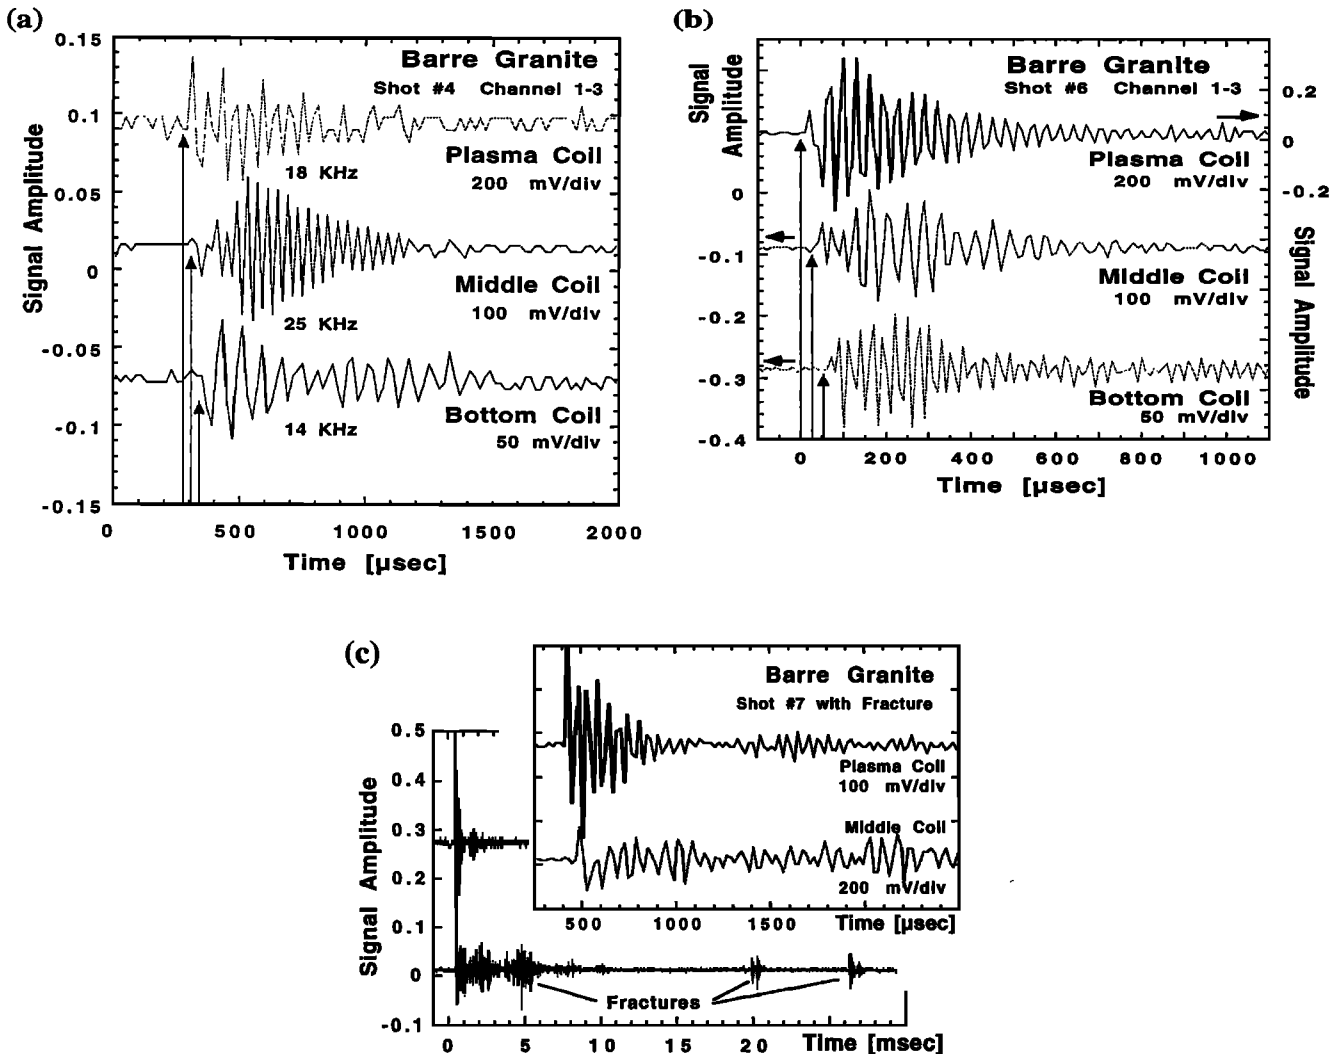 (a)
0.15
0.1
0.05
0
-0.05
-0.1
-0.15
Signal Amplitude
Barre Granite
Shot #4 Channel 1-3
Plasma Coil
200 mV/div
18 KHz
Middle Coil
100 mV/div
25 KHz
Bottom Coil
50 mV/div
14 KHz
0 500 1000 1500 2000
Time [μsec]
(b)
Signal
Amplitude
0
-0.1
-0.2
-0.3
-0.4
Barre Granite
Shot #6 Channel 1-3
0.2
0
-0.2
Signal Amplitude
Plasma Coil
200 mV/div
Middle Coil
100 mV/div
Bottom Coil
50 mV/div
0 200 400 600 800 1000
Time [μsec]
(c)
0.5
0.4
0.3
0.2
0.1
0
-0.1
Signal Amplitude
Barre Granite
Shot #7 with Fracture
Plasma Coil
100 mV/div
Middle Coil
200 mV/div
500 1000 1500 Time [μsec]
Fractures
0 5 10 15 20 Time [msec]